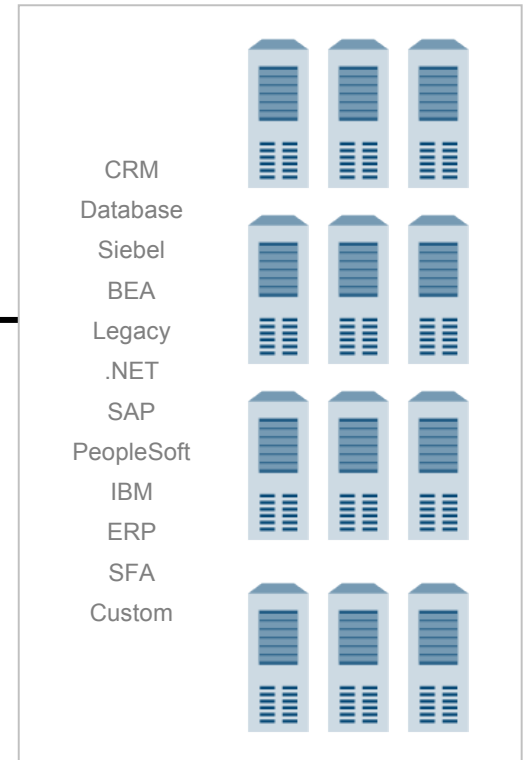 CRM
Database
Siebel
BEA
Legacy
.NET
SAP
PeopleSoft
IBM
ERP
SFA
Custom